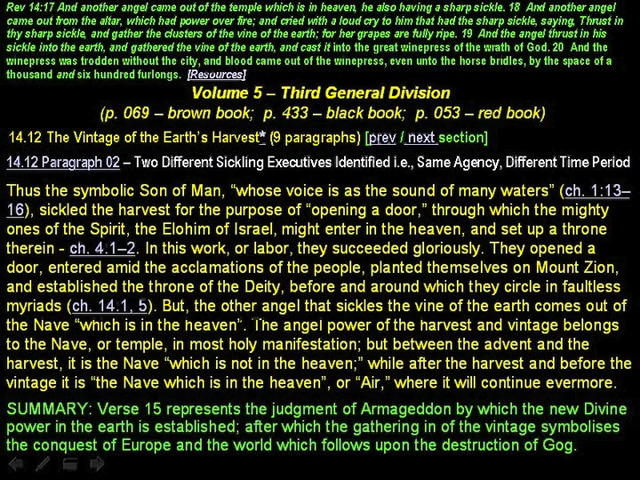 Rev 14:17 And another angel came out of the temple which is in heaven, he also having a sharp sickle. 18  And another angel
came out from the altar, which had power over fire; and cried with a loud cry to him that had the sharp sickle, saying, Thrust in
thy sharp sickle, and gather the clusters of the vine of the earth; for her grapes are fully ripe. 19  And the angel thrust in his
sickle into the earth, and gathered the vine of the earth, and cast it into the great winepress of the wrath of God. 20  And the
winepress was trodden without the city, and blood came out of the winepress, even unto the horse bridles, by the space of a
thousand and six hundred furlongs.  [Resources]
Volume 5 – Third General Division
(p. 069 – brown book;  p. 433 – black book;  p. 053 – red book)
14.12 The Vintage of the Earth's Harvest* (9 paragraphs) [prev / next section]
14.12 Paragraph 02 – Two Different Sickling Executives Identified i.e., Same Agency, Different Time Period
Thus the symbolic Son of Man, “whose voice is as the sound of many waters” (ch. 1:13–
16), sickled the harvest for the purpose of “opening a door,” through which the mighty
ones of the Spirit, the Elohim of Israel, might enter in the heaven, and set up a throne
therein - ch. 4.1–2. In this work, or labor, they succeeded gloriously. They opened a
door, entered amid the acclamations of the people, planted themselves on Mount Zion,
and established the throne of the Deity, before and around which they circle in faultless
myriads (ch. 14.1, 5). But, the other angel that sickles the vine of the earth comes out of
the Nave “which is in the heaven”. The angel power of the harvest and vintage belongs
to the Nave, or temple, in most holy manifestation; but between the advent and the
harvest, it is the Nave “which is not in the heaven;” while after the harvest and before the
vintage it is “the Nave which is in the heaven”, or “Air,” where it will continue evermore.
SUMMARY: Verse 15 represents the judgment of Armageddon by which the new Divine
power in the earth is established; after which the gathering in of the vintage symbolises
the conquest of Europe and the world which follows upon the destruction of Gog.